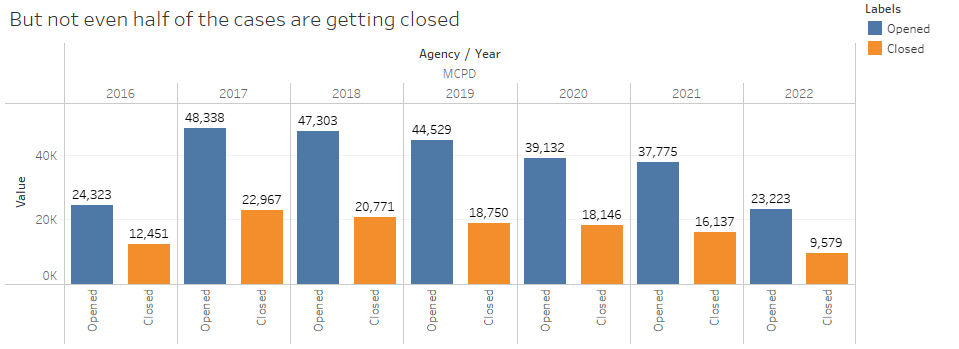 But not even half of the cases are getting closed
Labels
Opened
Closed
Agency / Year
MCPD
2016 2017 2018 2019 2020 2021 2022
Value
40K
20K
0K
24,323 12,451 48,338 22,967 47,303 20,771 44,529 18,750 39,132 18,146 37,775 16,137 23,223 9,579
Opened Closed Opened Closed Opened Closed Opened Closed Opened Closed Opened Closed Opened Closed